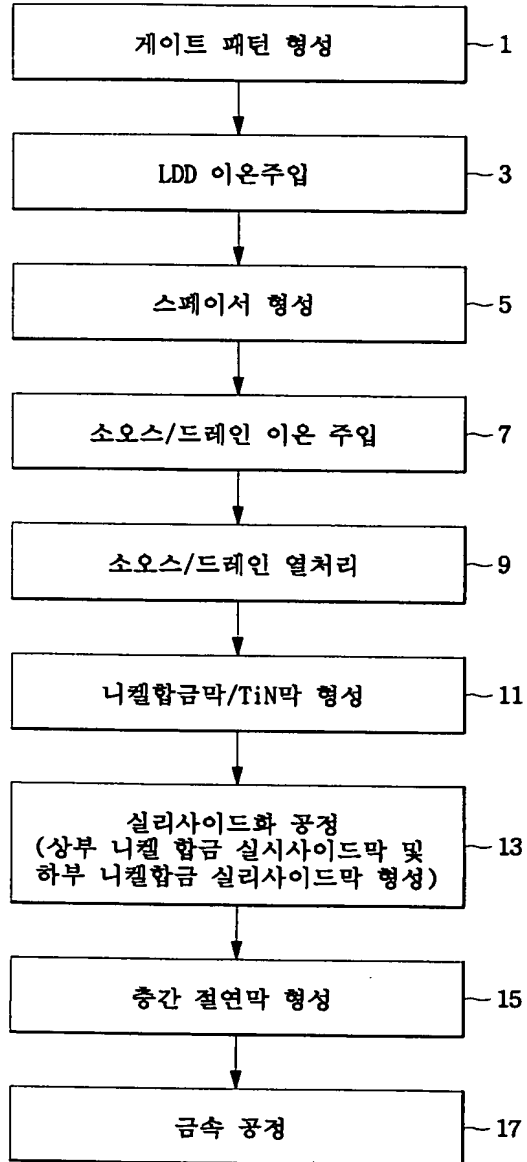 게이트 패턴 형성
1
LDD 이온주입
3
스페이서 형성
5
소오스/드레인 이온 주입
7
소오스/드레인 열처리
9
니켈합금막/TiN막 형성
11
실리사이드화 공정
(상부 니켈 합금 실시사이드막 및
하부 니켈합금 실리사이드막 형성)
13
층간 절연막 형성
15
금속 공정
17